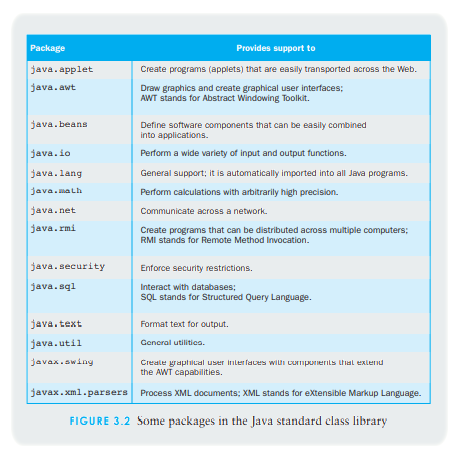 Package Provides support to
java.applet Create programs (applets) that are easily transported across the Web.
java.awt Draw graphics and create graphical user interfaces;
AWT stands for Abstract Windowing Toolkit.
java.beans Define software components that can be easily combined
into applications.
java.io Perform a wide variety of input and output functions.
java.lang General support; it is automatically imported into all Java programs.
java.math Perform calculations with arbitrarily high precision.
java.net Communicate across a network.
java.rmi Create programs that can be distributed across multiple computers;
RMI stands for Remote Method Invocation.
java.security Enforce security restrictions.
java.sql Interact with databases;
SQL stands for Structured Query Language.
java.text Format text for output.
java.util General utilities.
javax.swing Create graphical user interfaces with components that extend
the AWT capabilities.
javax.xml.parsers Process XML documents; XML stands for eXtensible Markup Language.
FIGURE 3.2 Some packages in the Java standard class library